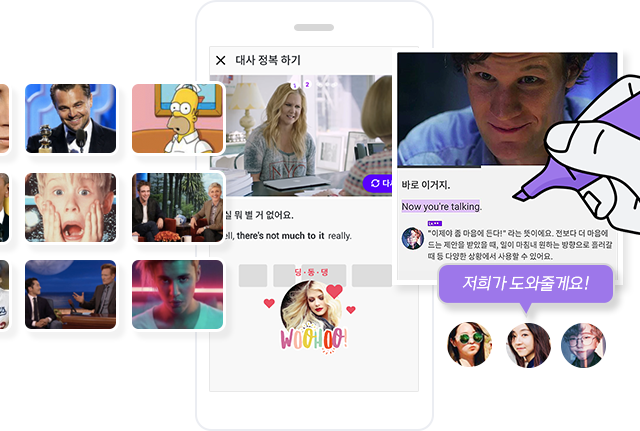 대사 정복 하기
1 2
다시
실 뭐 별 거 없어요.
ell, there's not much to it really.
딩·동·댕
WOOHOO!
바로 이거지.
Now you're talking.
"이제야 좀 마음에 든다!" 라는 뜻이에요. 전보다 더 마음에
드는 제안을 받았을 때, 일이 마침내 원하는 방향으로 흘러갈
때 등 다양한 상황에서 사용할 수 있어요.
저희가 도와줄게요!